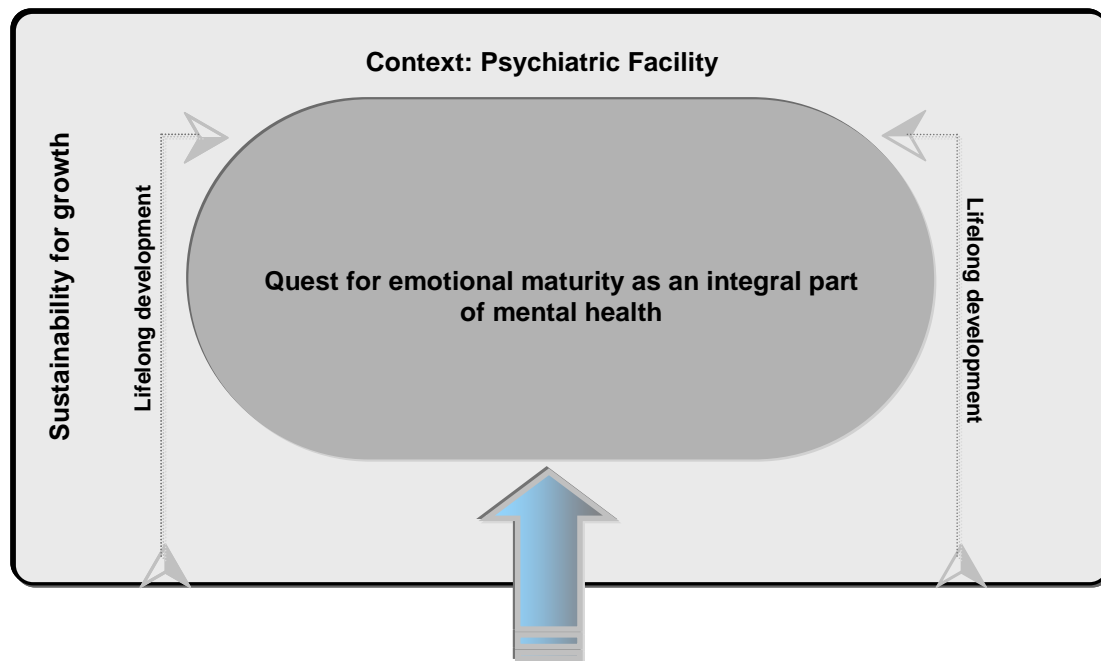 Context: Psychiatric Facility
Sustainability for growth
Lifelong development
Quest for emotional maturity as an integral part
of mental health
Lifelong development